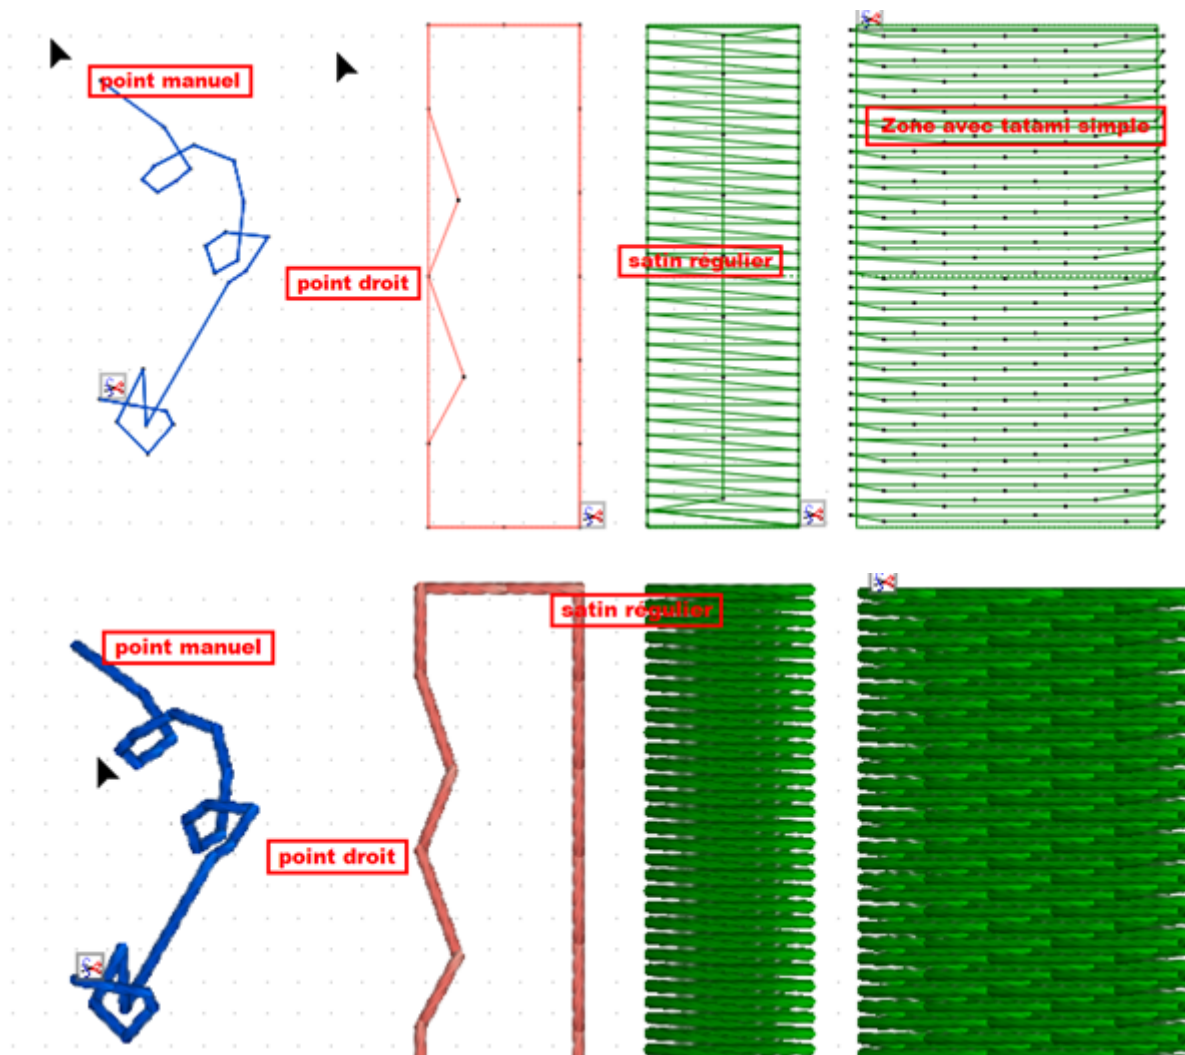 point manuel
Zone avec tatami simple
satin régulier
point droit
satin régulier
point manuel
point droit